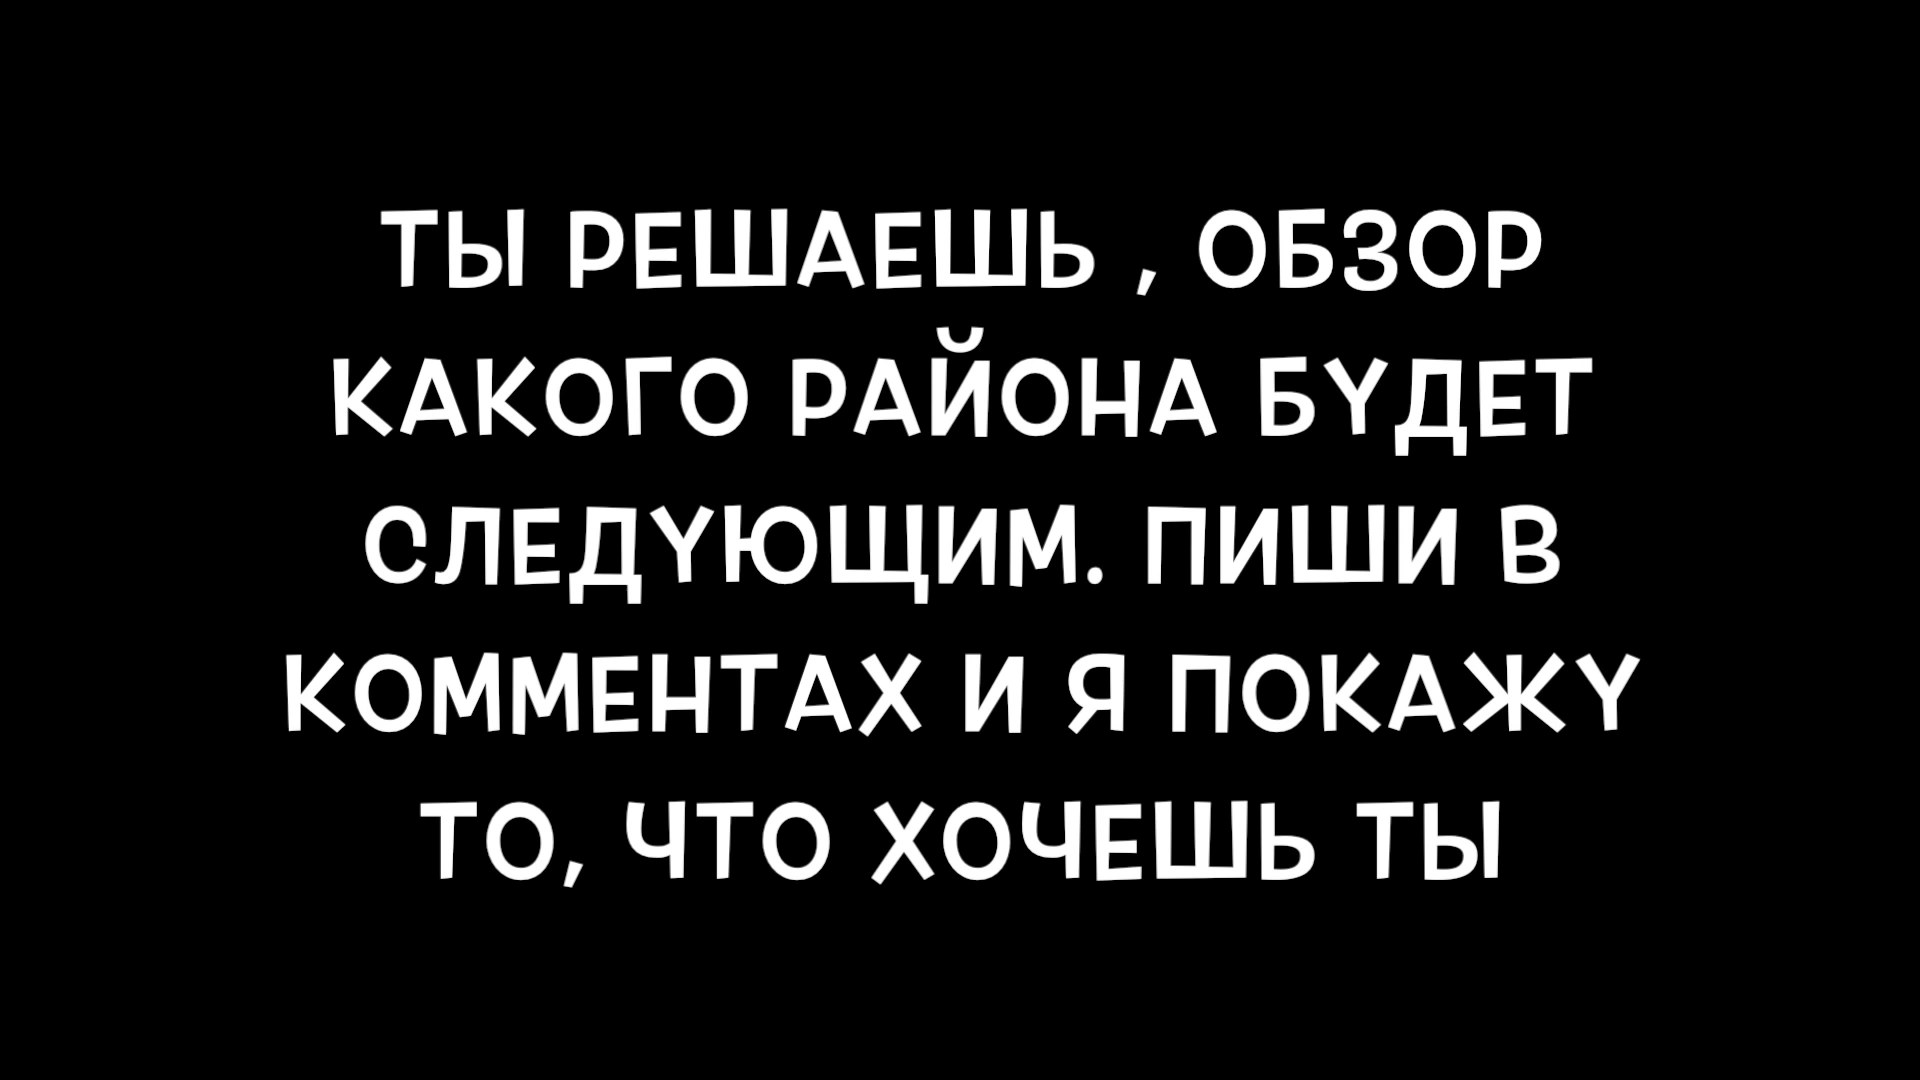 ТЫ РЕШАЕШЬ , ОБЗОР
КАКОГО РАЙОНА БУДЕТ
СЛЕДУЮЩИМ. ПИШИ В
КОММЕНТАХ И Я ПОКАЖУ
ТО, ЧТО ХОЧЕШЬ ТЫ